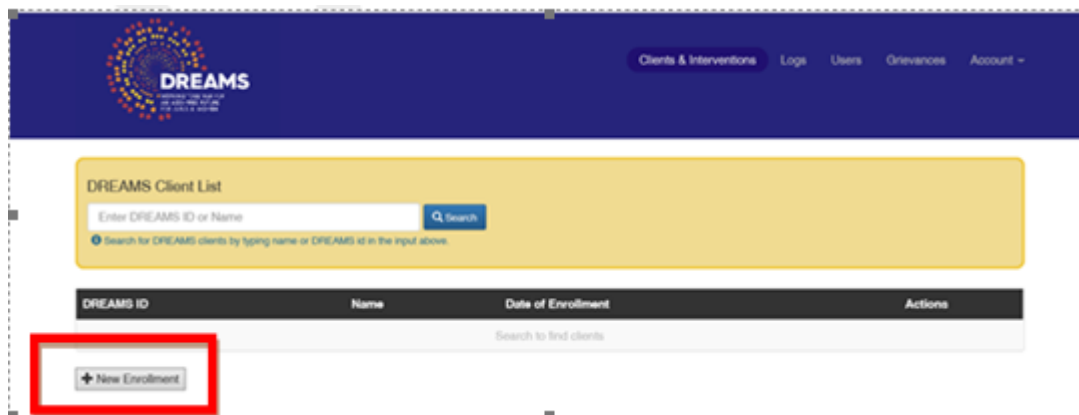 DREAMS
Clients & Interventions Logs Users Grievances Account
DREAMS Client List
Enter DREAMS ID or Name Search
Search for DREAMS clients by typing name or DREAMS id in the input above.
DREAMS ID Name Date of Enrollment Actions
Search to find clients
+ New Enrollment